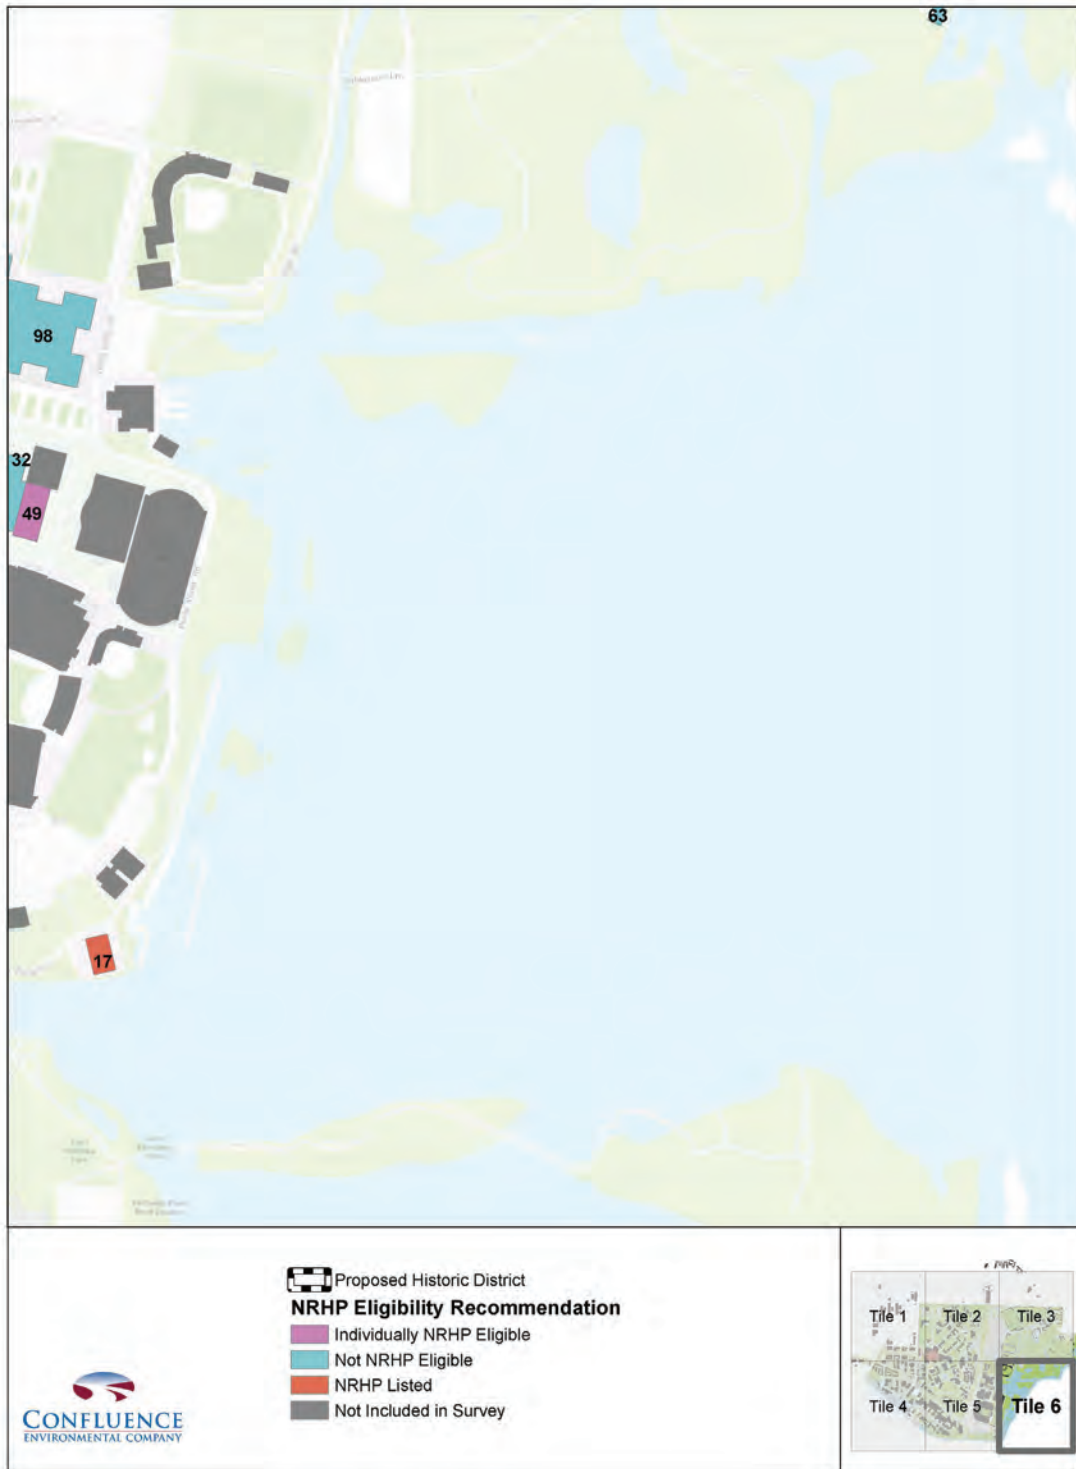 63
98
32
49
17
Proposed Historic District
NRHP Eligibility Recommendation
Individually NRHP Eligible
Not NRHP Eligible
NRHP Listed
Not Included in Survey
CONFLUENCE
ENVIRONMENTAL COMPANY
Tile 1
Tile 2
Tile 3
Tile 4
Tile 5
Tile 6